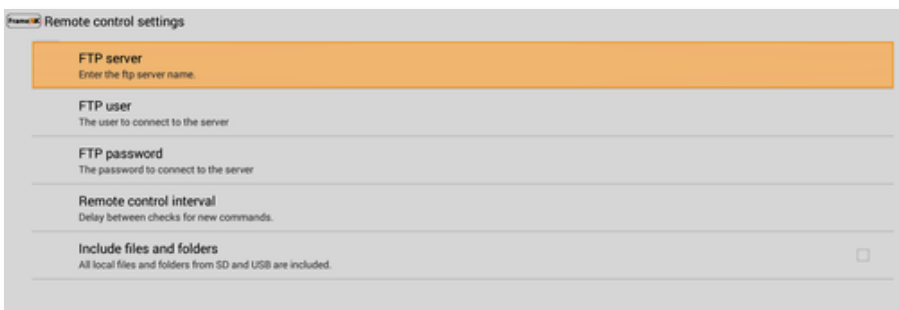 Remote control settings
FTP server
Enter the ftp server name.
FTP user
The user to connect to the server
FTP password
The password to connect to the server
Remote control interval
Delay between checks for new commands.
Include files and folders
All local files and folders from SD and USB are included.